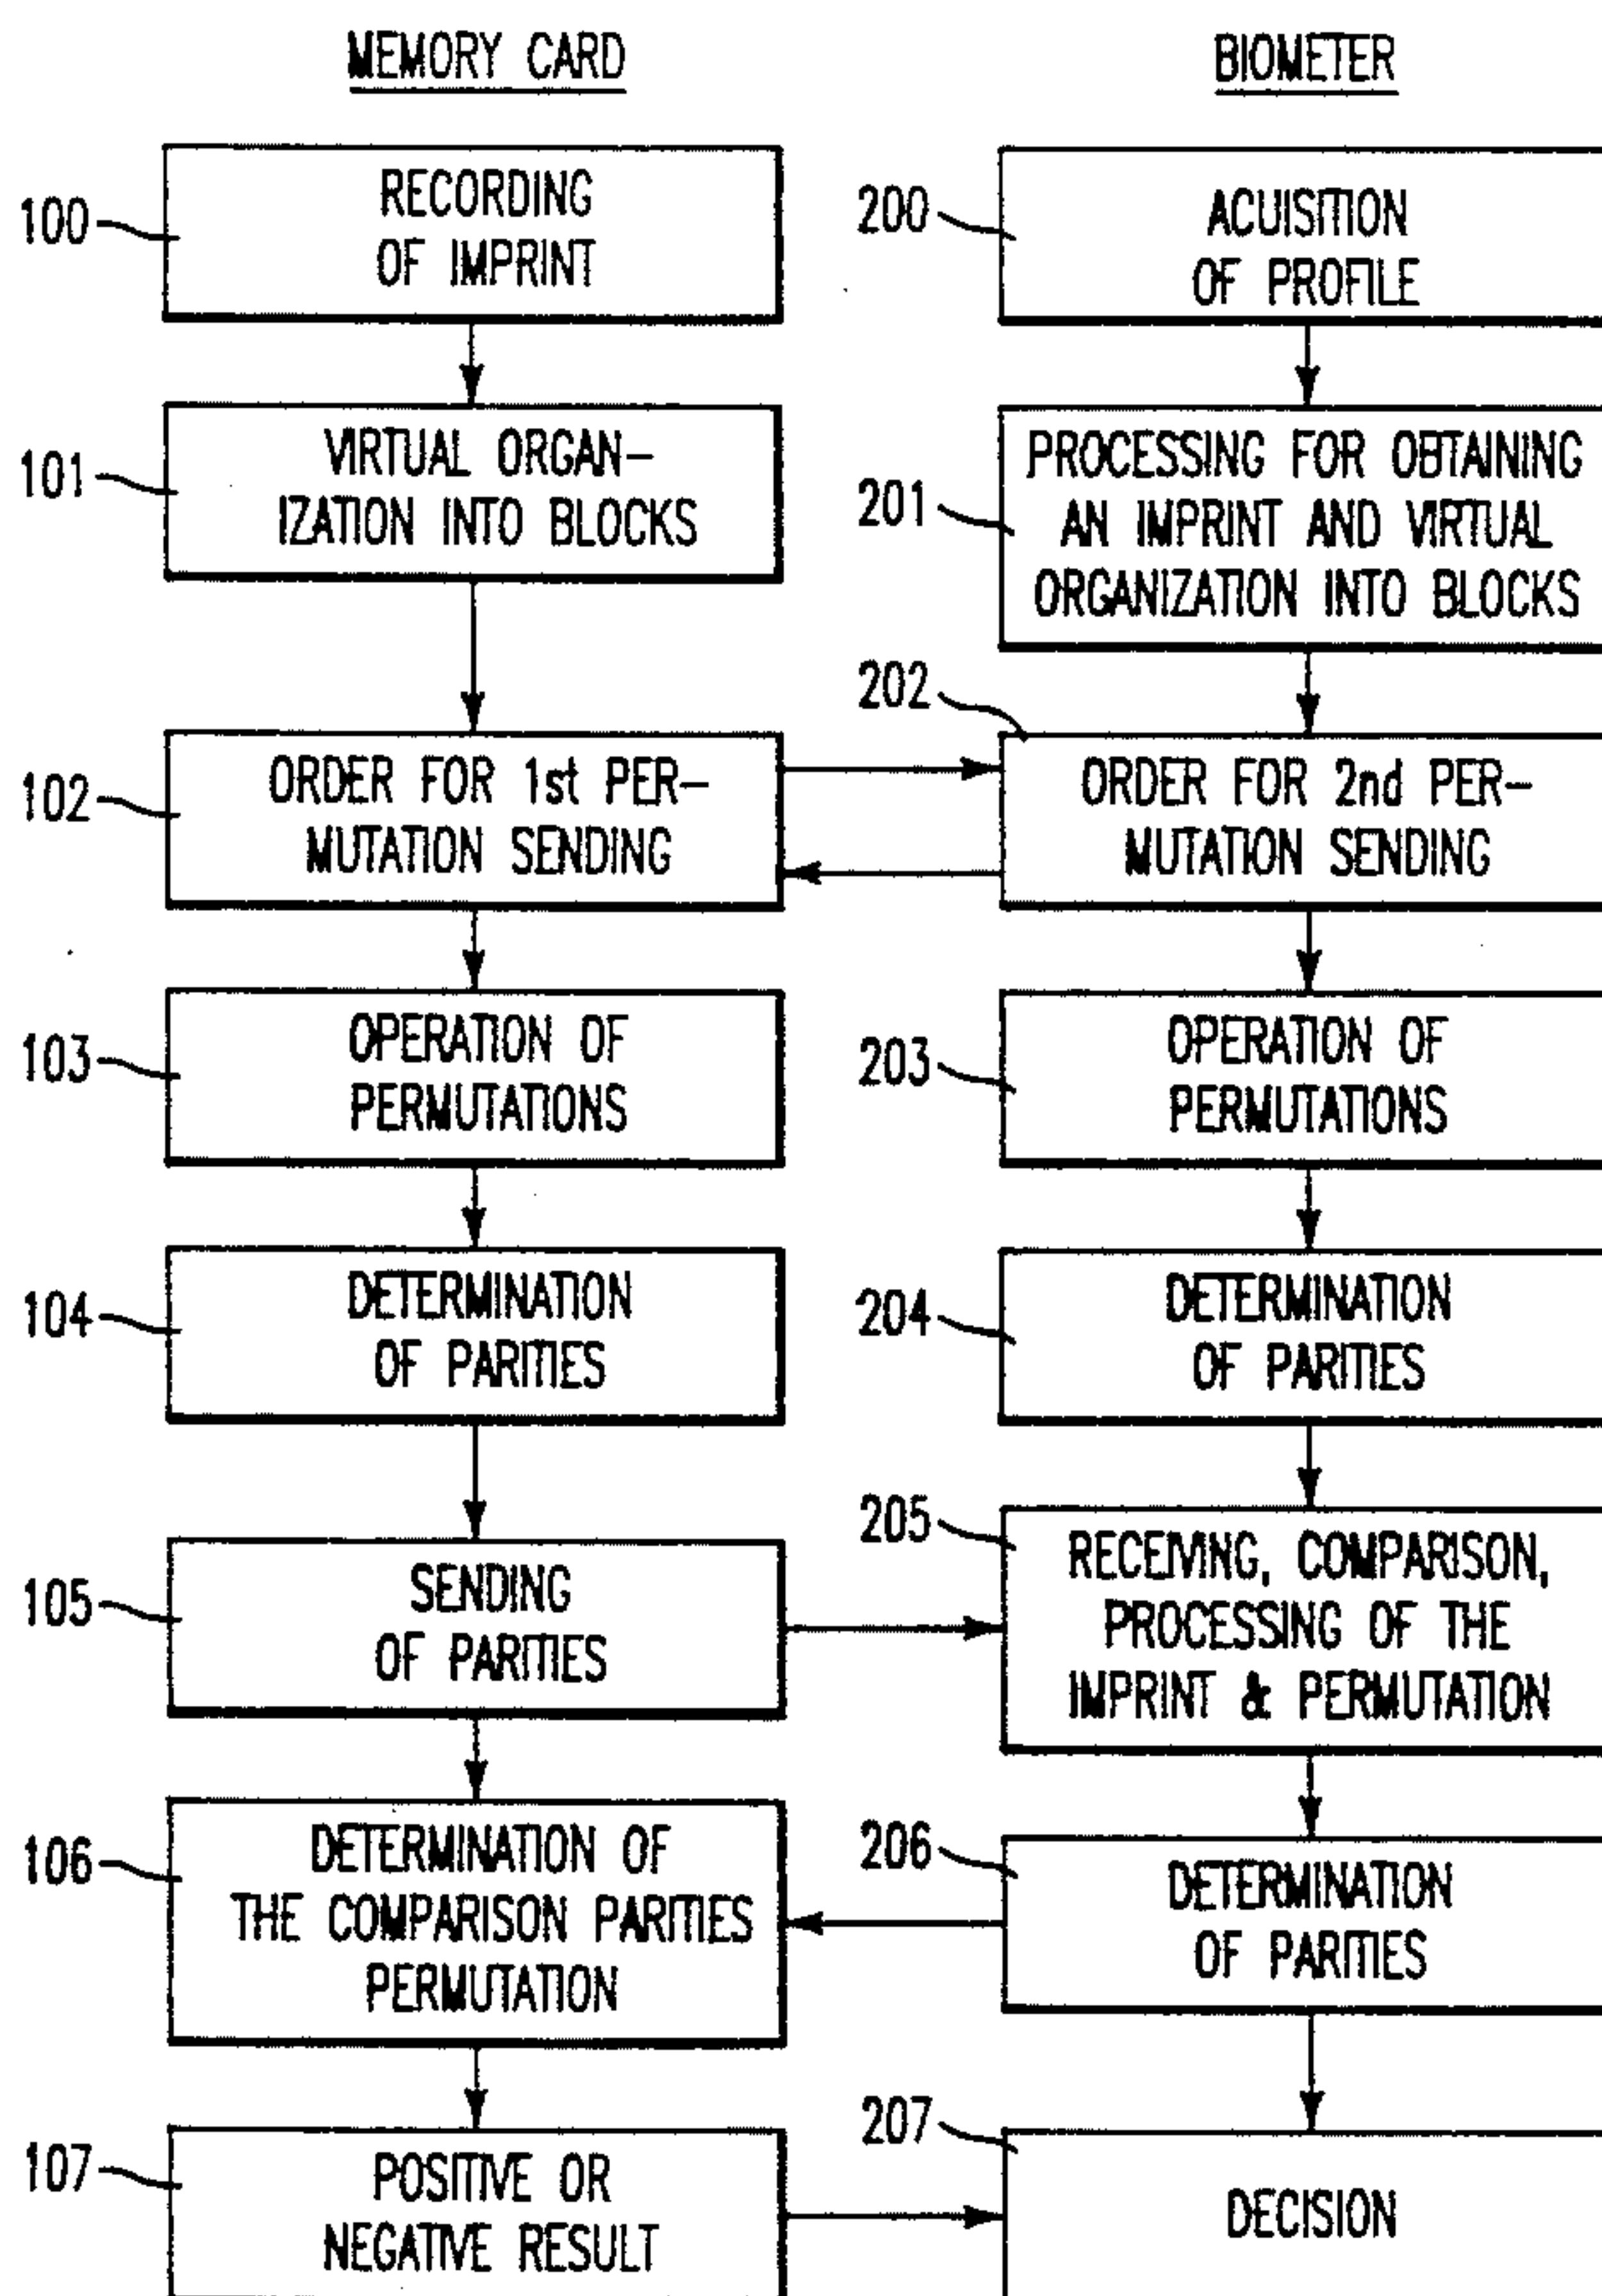 MEMORY CARD
BIOMETER
100
RECORDING
OF IMPRINT
200
ACUISITION
OF PROFILE
101
VIRTUAL ORGAN-
IZATION INTO BLOCKS
201
PROCESSING FOR OBTAINING
AN IMPRINT AND VIRTUAL
ORGANIZATION INTO BLOCKS
102
ORDER FOR 1st PER-
MUTATION SENDING
202
ORDER FOR 2nd PER-
MUTATION SENDING
103
OPERATION OF
PERMUTATIONS
203
OPERATION OF
PERMUTATIONS
104
DETERMINATION
OF PARITIES
204
DETERMINATION
OF PARITIES
105
SENDING
OF PARITIES
205
RECEIVING, COMPARISON,
PROCESSING OF THE
IMPRINT & PERMUTATION
106
DETERMINATION OF
THE COMPARISON PARITIES
PERMUTATION
206
DETERMINATION
OF PARITIES
107
POSITIVE OR
NEGATIVE RESULT
207
DECISION